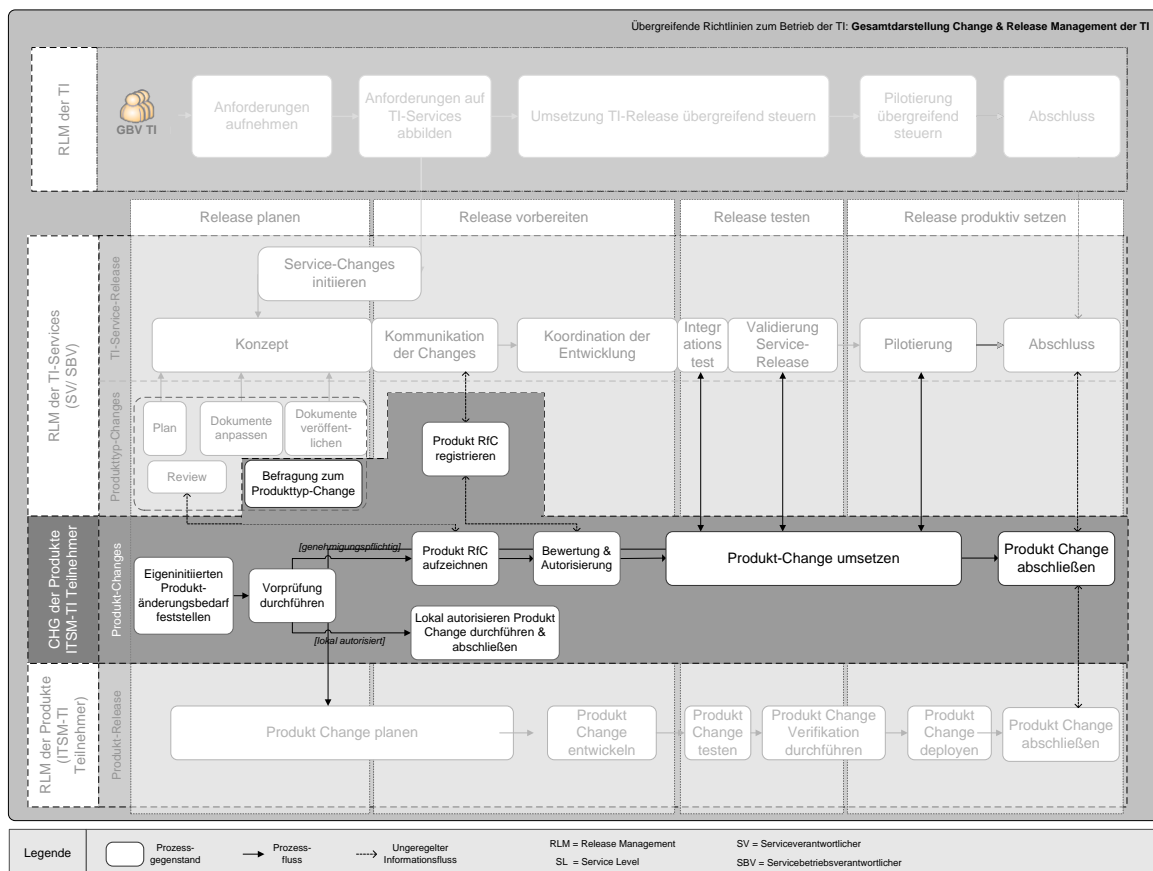 Übergreifende Richtlinien zum Betrieb der TI: Gesamtdarstellung Change & Release Management der TI
RLM der TI
GBV TI
Anforderungen
aufnehmen
Anforderungen auf
TI-Services
abbilden
Umsetzung TI-Release übergreifend steuern
Pilotierung
übergreifend
steuern
Abschluss
Release planen
Release vorbereiten
Release testen
Release produktiv setzen
RLM der TI-Services
(SV/ SBV)
TI-Service-Release
Service-Changes
initiieren
Konzept
Kommunikation
der Changes
Koordination der
Entwicklung
Integ
rations
test
Validierung
Service-
Release
Pilotierung
Abschluss
Produkttyp-Changes
Plan
Dokumente
anpassen
Dokumente
veröffent-
lichen
Review
Befragung zum
Produkttyp-Change
Produkt RfC
registrieren
CHG der Produkte
ITSM-TI Teilnehmer
Produkt-Changes
Eigeninitiierten
Produkt-
änderungsbedarf
feststellen
Vorprüfung
durchführen
[genehmigungspflichtig]
Produkt RfC
aufzeichnen
Bewertung &
Autorisierung
Produkt-Change umsetzen
Produkt Change
abschließen
[lokal autorisiert]
Lokal autorisieren Produkt
Change durchführen &
abschließen
RLM der Produkte
(ITSM-TI
Teilnehmer)
Produkt-Release
Produkt Change planen
Produkt
Change
entwickeln
Produkt
Change
testen
Produkt Change
Verifikation
durchführen
Produkt
Change
deployen
Produkt Change
abschließen
Legende
Prozess-
gegenstand
Prozess-
fluss
Ungeregelter
Informationsfluss
RLM = Release Management
SL = Service Level
SV = Serviceverantwortlicher
SBV = Servicebetriebsverantwortlicher